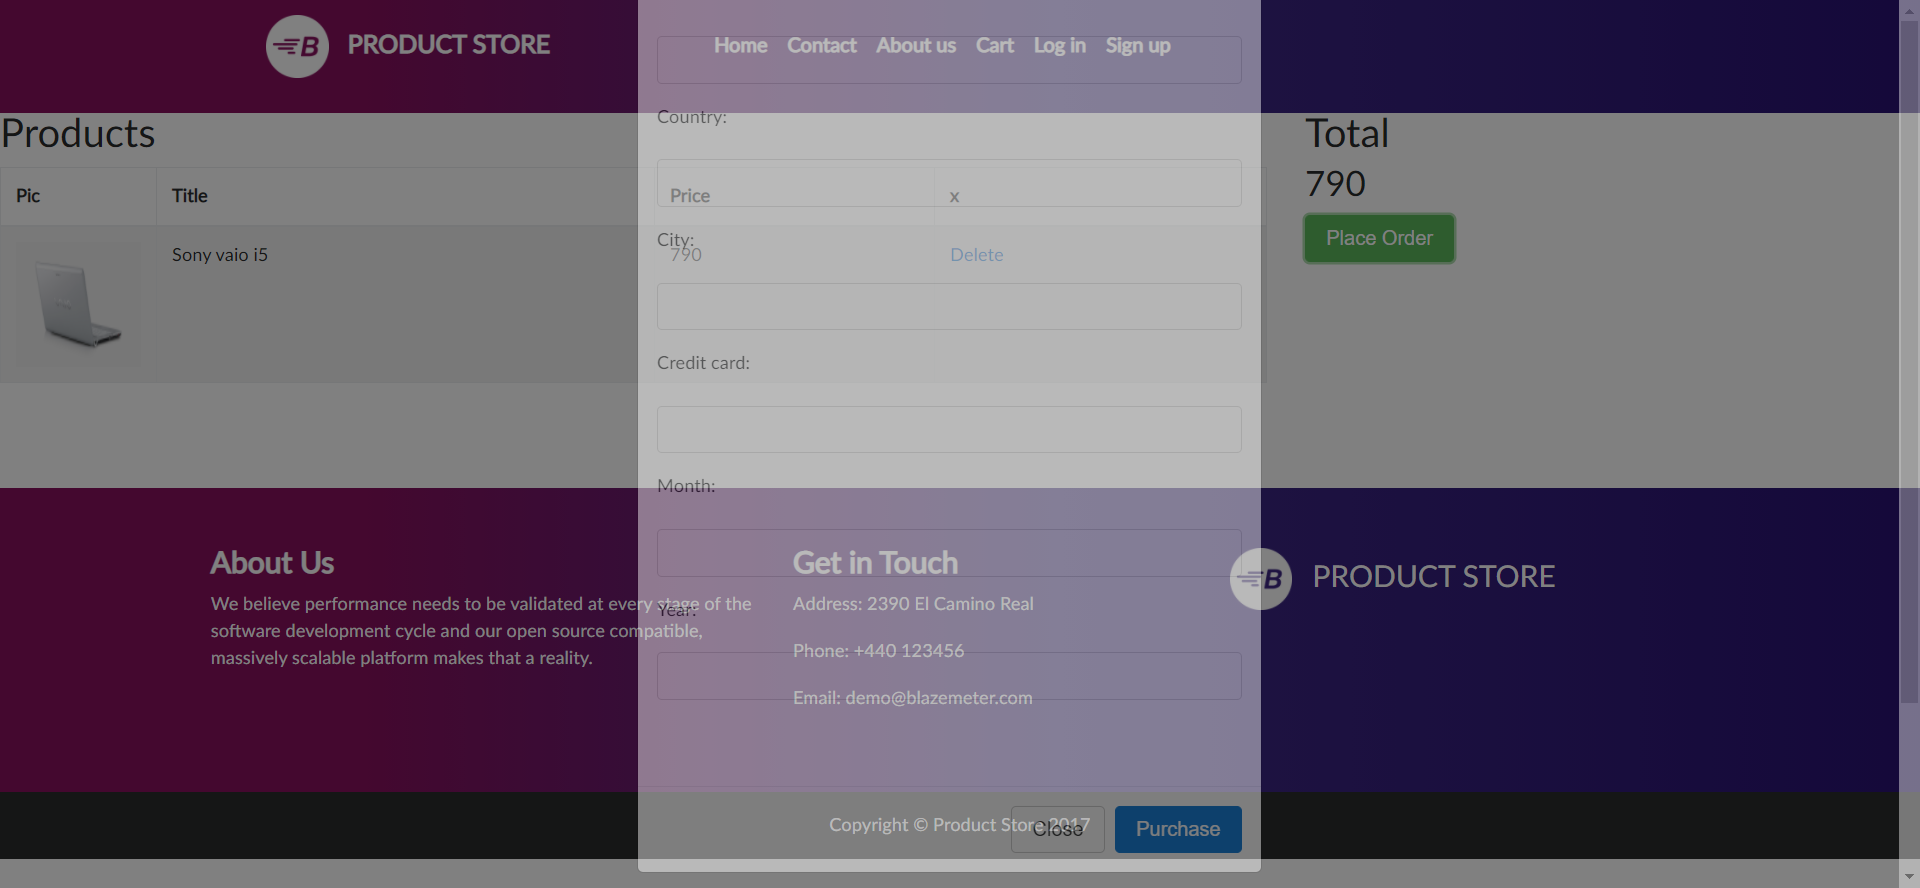 B PRODUCT STORE
Home Contact About us Cart Log in Sign up
Country:
Products
Total
Pic Title Price x
790
City:
Sony vaio i5 790 Delete
Place Order
Credit card:
Month:
About Us
We believe performance needs to be validated at every stage of the
software development cycle and our open source compatible,
massively scalable platform makes that a reality.
Year:
Get in Touch
Address: 2390 El Camino Real
Phone: +440 123456
Email: demo@blazemeter.com
B PRODUCT STORE
Copyright © Product Store 2017
Close Purchase